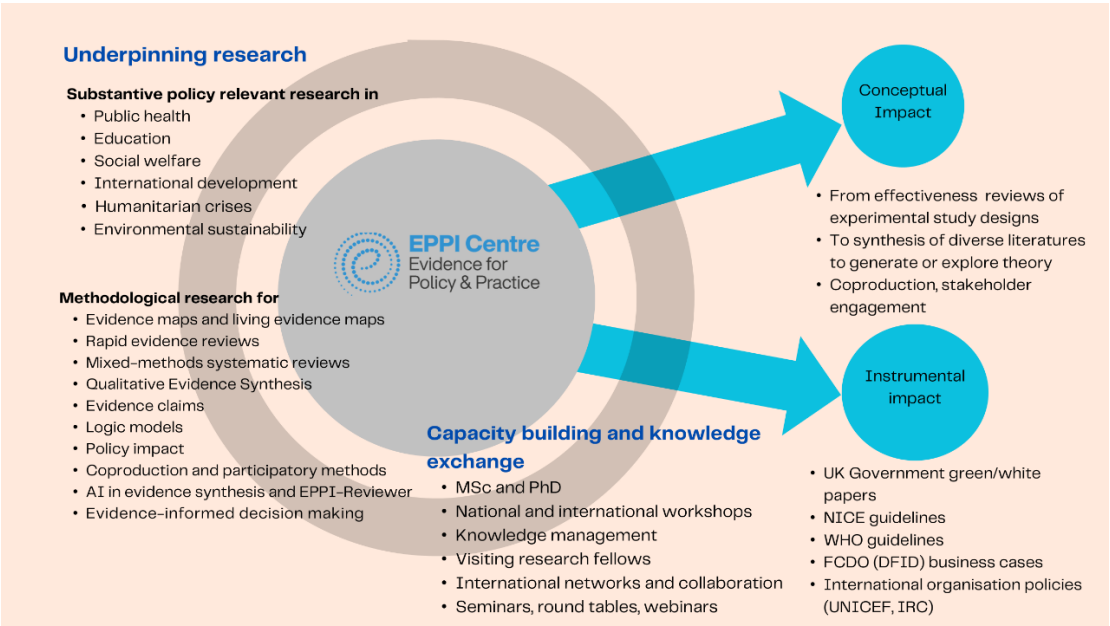 Underpinning research
Substantive policy relevant research in
• Public health
• Education
• Social welfare
• International development
• Humanitarian crises
• Environmental sustainability
Methodological research for
• Evidence maps and living evidence maps
• Rapid evidence reviews
• Mixed-methods systematic reviews
• Qualitative Evidence Synthesis
• Evidence claims
• Logic models
• Policy impact
• Coproduction and participatory methods
• AI in evidence synthesis and EPPI-Reviewer
• Evidence-informed decision making
EPPI Centre
Evidence for
Policy & Practice
Capacity building and knowledge
exchange
• MSc and PhD
• National and international workshops
• Knowledge management
• Visiting research fellows
• International networks and collaboration
• Seminars, round tables, webinars
Conceptual
Impact
• From effectiveness reviews of
experimental study designs
• To synthesis of diverse literatures
to generate or explore theory
• Coproduction, stakeholder
engagement
Instrumental
impact
• UK Government green/white
papers
• NICE guidelines
• WHO guidelines
• FCDO (DFID) business cases
• International organisation policies
(UNICEF, IRC)